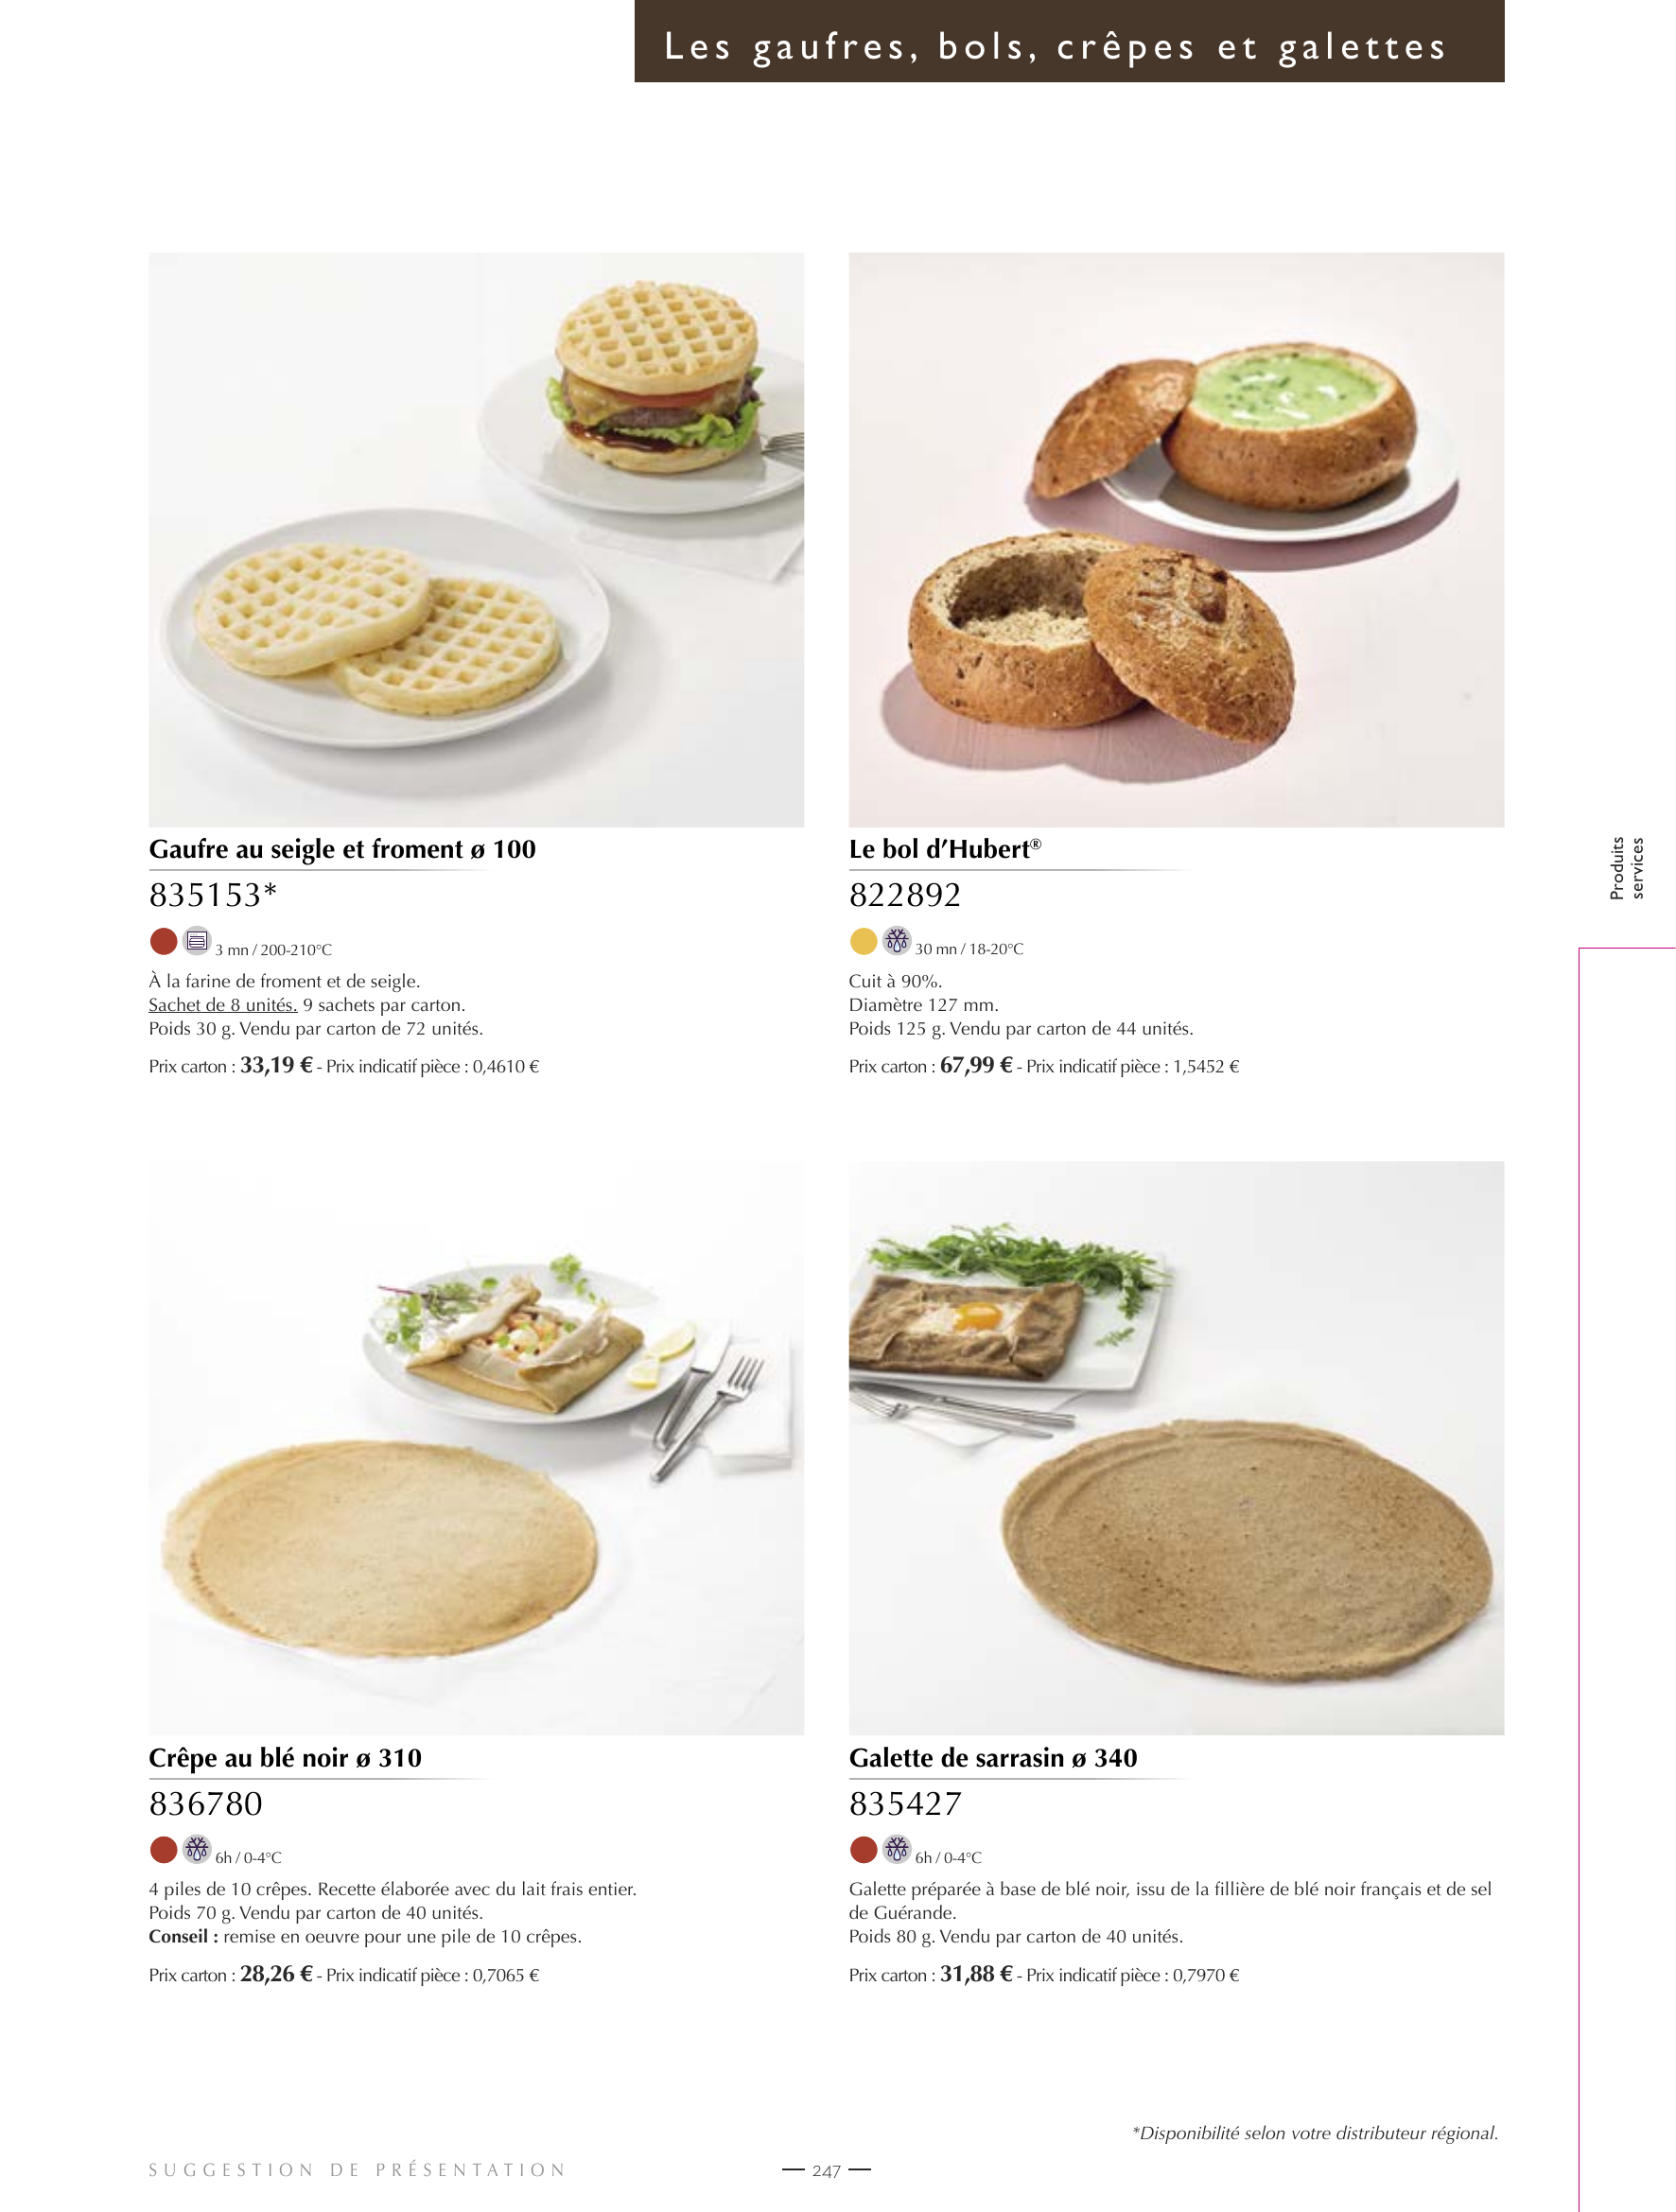 Les gaufres, bols, crêpes et galettes
Gaufre au seigle et froment ø 100
835153*
3 mn / 200-210°C
À la farine de froment et de seigle.
Sachet de 8 unités. 9 sachets par carton.
Poids 30 g. Vendu par carton de 72 unités.
Prix carton : 33,19 € - Prix indicatif pièce : 0,4610 €
Le bol d’Hubert®
822892
30 mn / 18-20°C
Cuit à 90%.
Diamètre 127 mm.
Poids 125 g. Vendu par carton de 44 unités.
Prix carton : 67,99 € - Prix indicatif pièce : 1,5452 €
Produits
services
Crêpe au blé noir ø 310
836780
6h / 0-4°C
4 piles de 10 crêpes. Recette élaborée avec du lait frais entier.
Poids 70 g. Vendu par carton de 40 unités.
Conseil : remise en oeuvre pour une pile de 10 crêpes.
Prix carton : 28,26 € - Prix indicatif pièce : 0,7065 €
Galette de sarrasin ø 340
835427
6h / 0-4°C
Galette préparée à base de blé noir, issu de la fillière de blé noir français et de sel
de Guérande.
Poids 80 g. Vendu par carton de 40 unités.
Prix carton : 31,88 € - Prix indicatif pièce : 0,7970 €
*Disponibilité selon votre distributeur régional.
SUGGESTION DE PRÉSENTATION
247